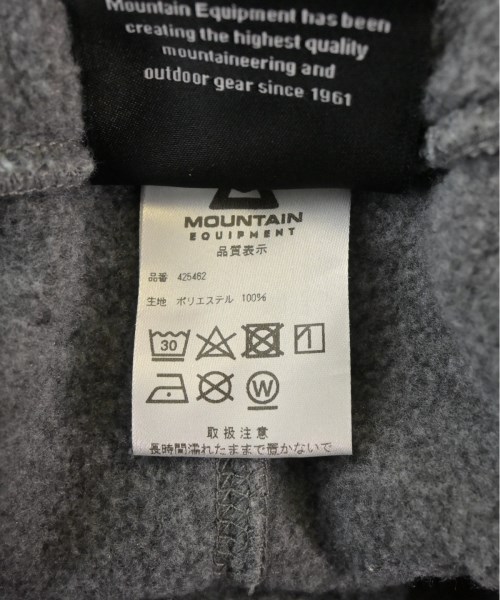 Mountain Equipment has been
creating the highest quality
mountaineering and
outdoor gear since 1961
MOUNTAIN
EQUIPMENT
品質表示
品番 425462
生地 ポリエステル 100%
30
W
取扱注意
長時間濡れたままで置かないで